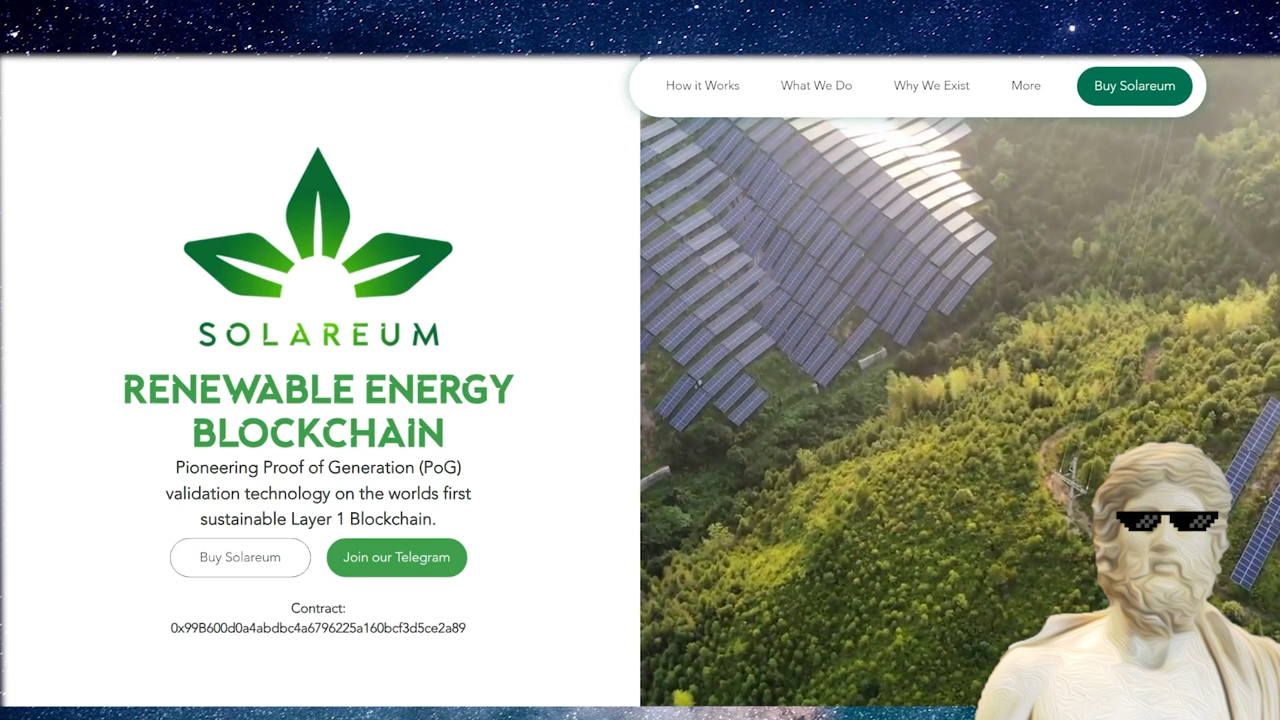 How it Works
What We Do
Why We Exist
More
Buy Solareum
SOLAREUM
RENEWABLE ENERGY
BLOCKCHAIN
Pioneering Proof of Generation (PoG)
validation technology on the worlds first
sustainable Layer 1 Blockchain.
Buy Solareum
Join our Telegram
Contract:
0x99B600d0a4abdbc4a6796225a160bcf3d5ce2a89